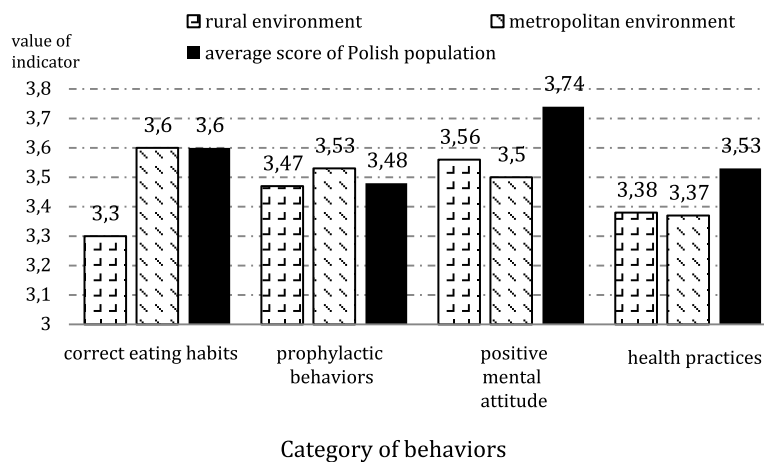 rural environment
metropolitan environment
average score of Polish population
value of
indicator
3,8
3,7
3,6
3,5
3,4
3,3
3,2
3,1
3
3,3
3,6
3,6
3,47
3,53
3,48
3,56
3,5
3,74
3,38
3,37
3,53
correct eating habits
prophylactic
behaviors
positive
mental
attitude
health practices
Category of behaviors